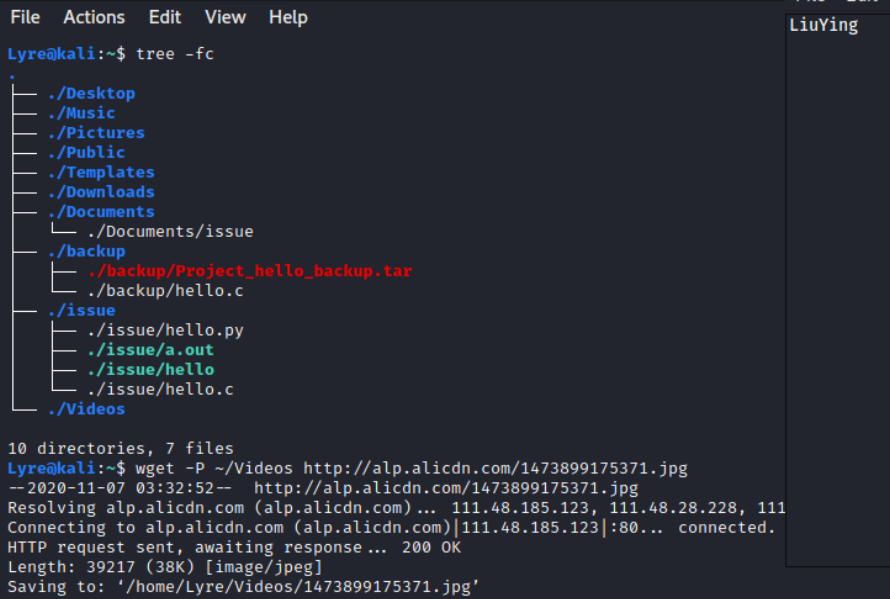 File Actions Edit View Help
LiuYing
Lyre@kali:~$ tree -fc
.
├── ./Desktop
├── ./Music
├── ./Pictures
├── ./Public
├── ./Templates
├── ./Downloads
├── ./Documents
│   └── ./Documents/issue
├── ./backup
│   ├── ./backup/Project_hello_backup.tar
│   └── ./backup/hello.c
├── ./issue
│   ├── ./issue/hello.py
│   ├── ./issue/a.out
│   ├── ./issue/hello
│   └── ./issue/hello.c
└── ./Videos
10 directories, 7 files
Lyre@kali:~$ wget -P ~/Videos http://alp.alicdn.com/1473899175371.jpg
--2020-11-07 03:32:52-- http://alp.alicdn.com/1473899175371.jpg
Resolving alp.alicdn.com (alp.alicdn.com)... 111.48.185.123, 111.48.28.228, 111
Connecting to alp.alicdn.com (alp.alicdn.com)|111.48.185.123|:80... connected.
HTTP request sent, awaiting response... 200 OK
Length: 39217 (38K) [image/jpeg]
Saving to: ‘/home/Lyre/Videos/1473899175371.jpg’